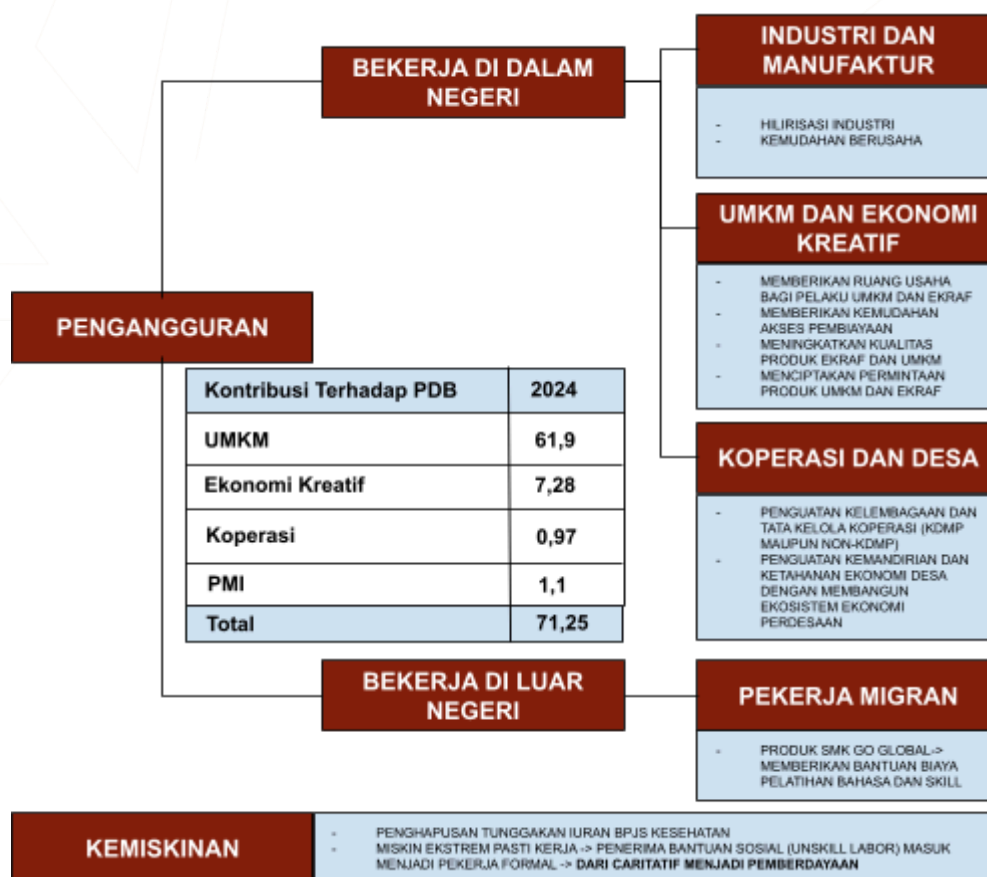 BEKERJA DI DALAM
NEGERI
INDUSTRI DAN
MANUFAKTUR
- HILIRISASI INDUSTRI
- KEMUDAHAN BERUSAHA
UMKM DAN EKONOMI
KREATIF
- MEMBERIKAN RUANG USAHA
BAGI PELAKU UMKM DAN EKRAF
- MEMBERIKAN KEMUDAHAN
AKSES PEMBIAYAAN
- MENINGKATKAN KUALITAS
PRODUK EKRAF DAN UMKM
- MENCIPTAKAN PERMINTAAN
PRODUK UMKM DAN EKRAF
PENGANGGURAN
Kontribusi Terhadap PDB 2024
UMKM 61,9
Ekonomi Kreatif 7,28
Koperasi 0,97
PMI 1,1
Total 71,25
KOPERASI DAN DESA
- PENGUATAN KELEMBAGAAN DAN
TATA KELOLA KOPERASI (KDMP
MAUPUN NON-KDMP)
- PENGUATAN KEMANDIRIAN DAN
KETAHANAN EKONOMI DESA
DENGAN MEMBANGUN
EKOSISTEM EKONOMI
PERDESAAN
BEKERJA DI LUAR
NEGERI
PEKERJA MIGRAN
- PRODUK SMK GO GLOBAL->
MEMBERIKAN BANTUAN BIAYA
PELATIHAN BAHASA DAN SKILL
KEMISKINAN
- PENGHAPUSAN TUNGGAKAN IURAN BPJS KESEHATAN
- MISKIN EKSTREM PASTI KERJA -> PENERIMA BANTUAN SOSIAL (UNSKILL LABOR) MASUK
MENJADI PEKERJA FORMAL -> DARI CARITATIF MENJADI PEMBERDAYAAN